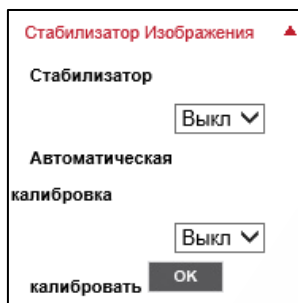 Стабилизатор Изображения
Стабилизатор
Выкл
Автоматическая
калибровка
Выкл
калибровать OK